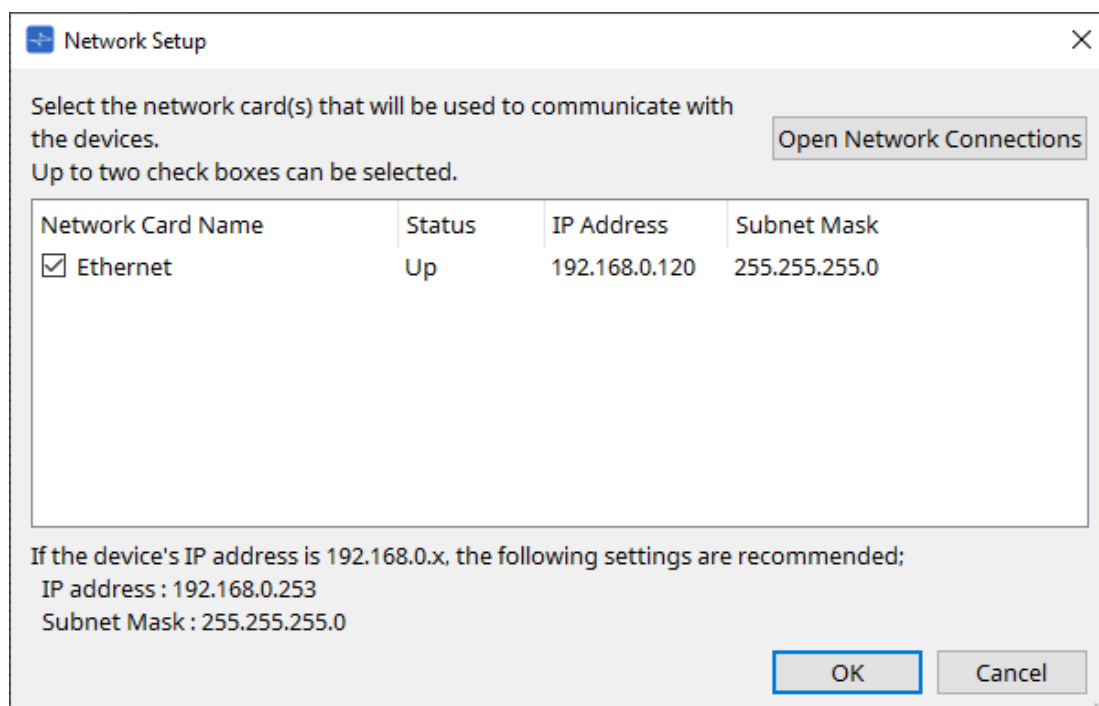 Network Setup
Select the network card(s) that will be used to communicate with
the devices.
Up to two check boxes can be selected.
Open Network Connections
Network Card Name Status IP Address Subnet Mask
Ethernet Up 192.168.0.120 255.255.255.0
If the device's IP address is 192.168.0.x, the following settings are recommended;
IP address : 192.168.0.253
Subnet Mask : 255.255.255.0
OK Cancel